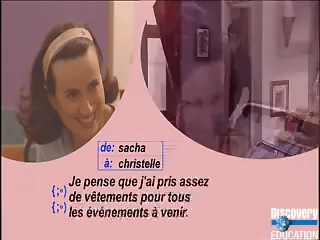 de: sacha
à: christelle
{;o) Je pense que j'ai pris assez
de vêtements pour tous
{;o) les événements à venir.
Discovery
EDUCATION